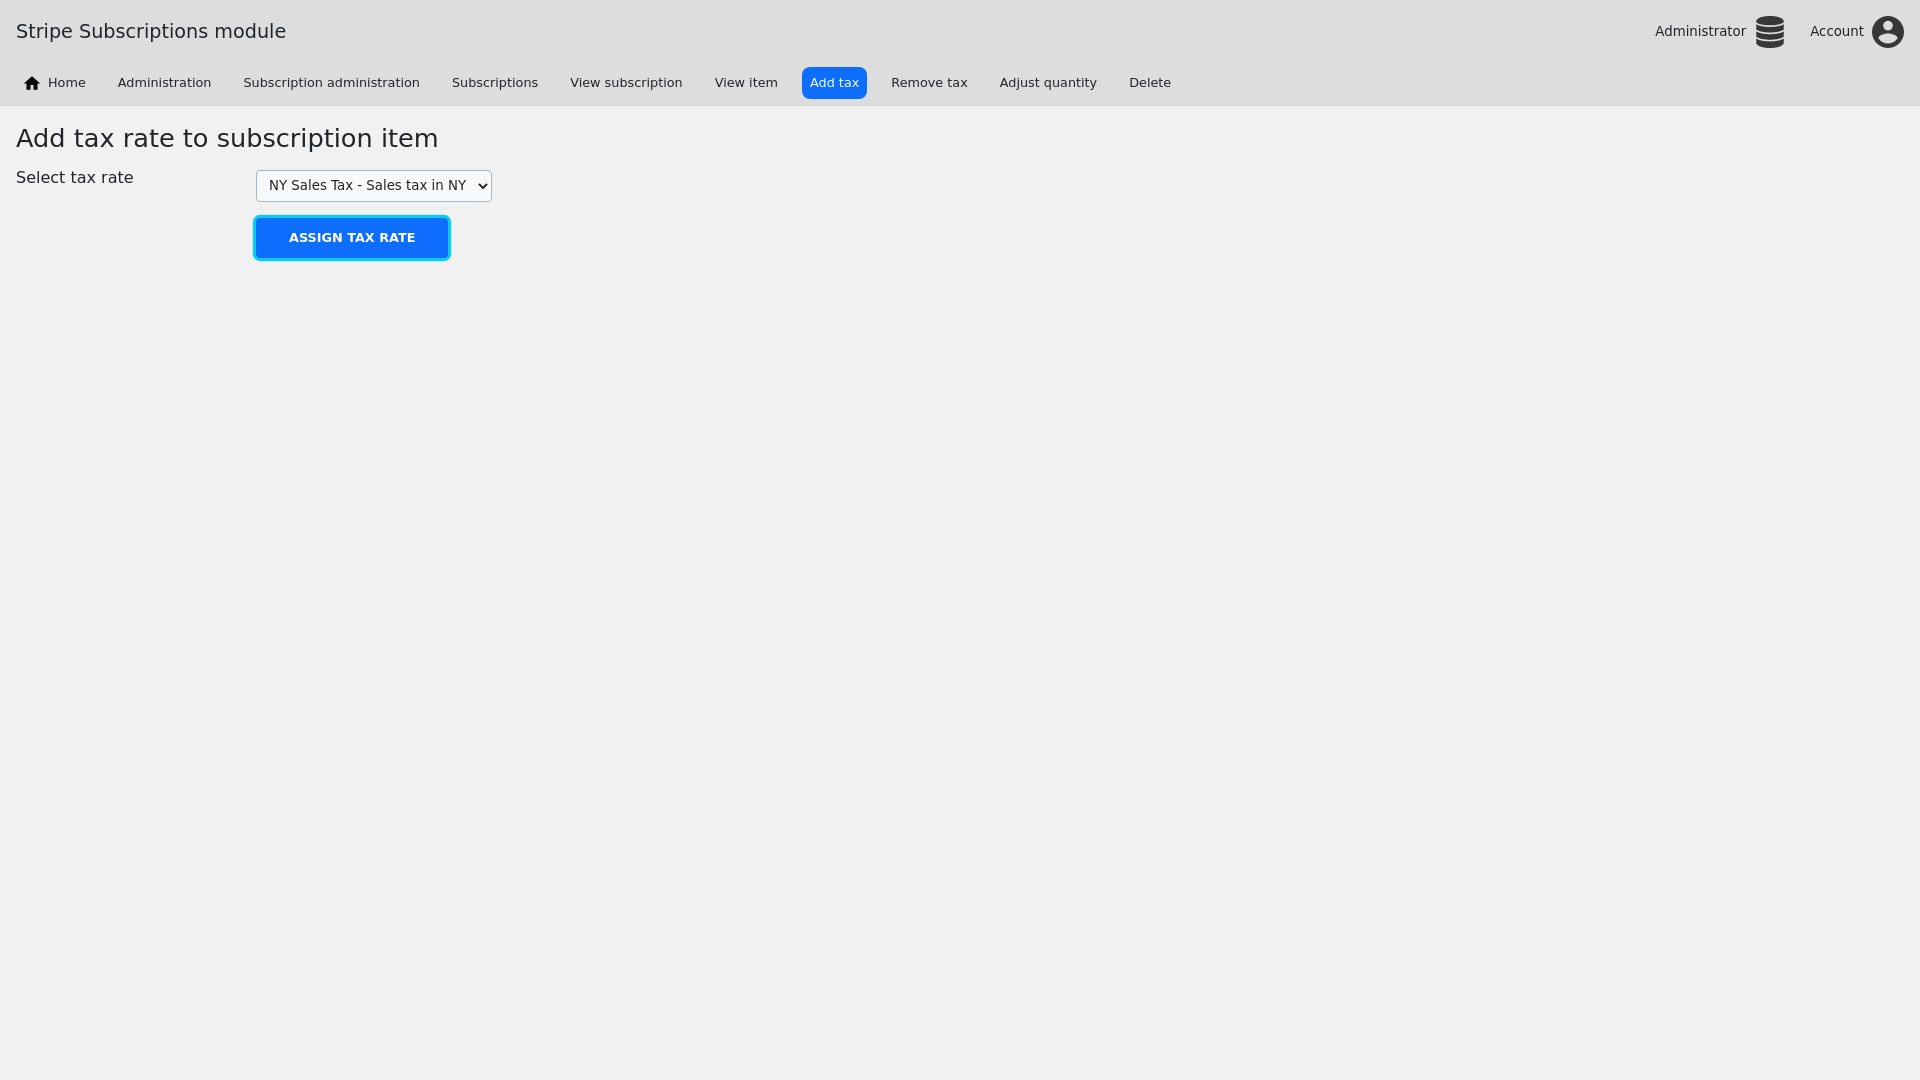 Stripe Subscriptions module
Administrator Account
Home Administration Subscription administration Subscriptions View subscription View item Add tax Remove tax Adjust quantity Delete
Add tax rate to subscription item
Select tax rate
NY Sales Tax - Sales tax in NY
ASSIGN TAX RATE